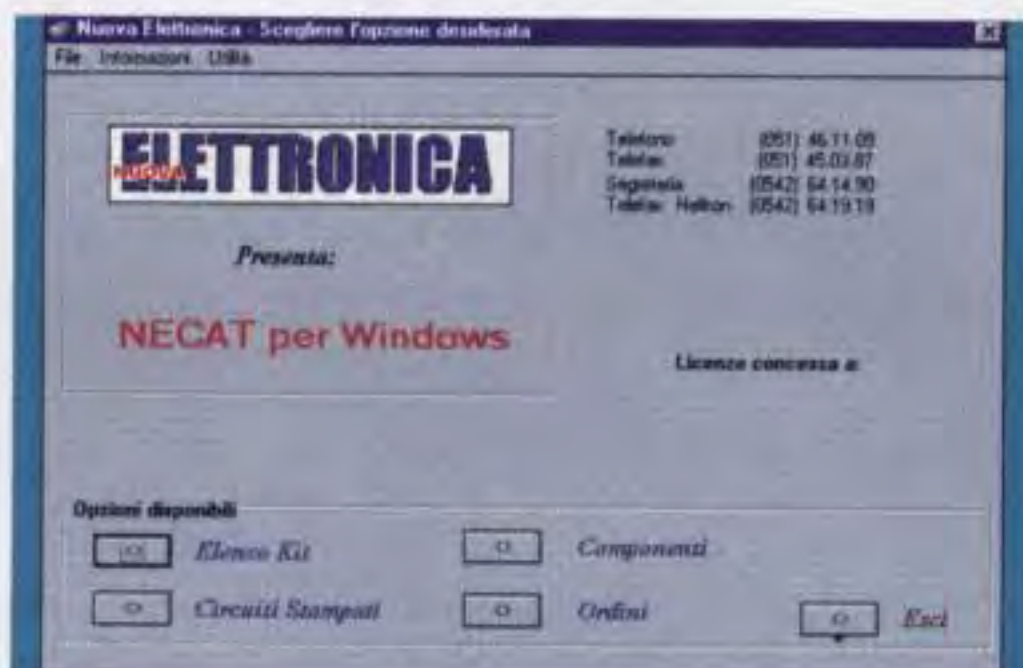 Nuova Elettronica - Scegliere l'opzione desiderata
File Informazioni Utilità
NUOVA ELETTRONICA
Presenta:
NECAT per Windows
Telefono (051) 46.11.09
Telefax (051) 45.03.87
Segreteria (0542) 64.14.90
Telefax Heltron (0542) 64.19.19
Licenza concessa a:
Opzioni disponibili
Elenco Kit
Componenti
Circuiti Stampati
Ordini
Esci